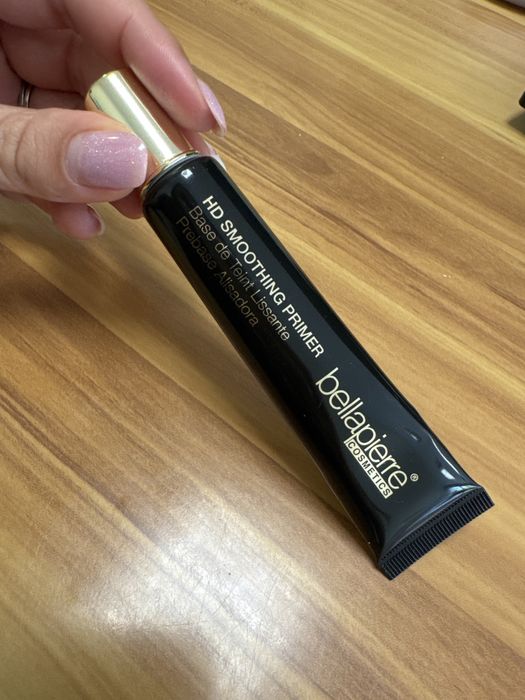 HD SMOOTHING PRIMER
Base de Teint Lissante
Prebase Alisadora
bellapierre®
COSMETICS